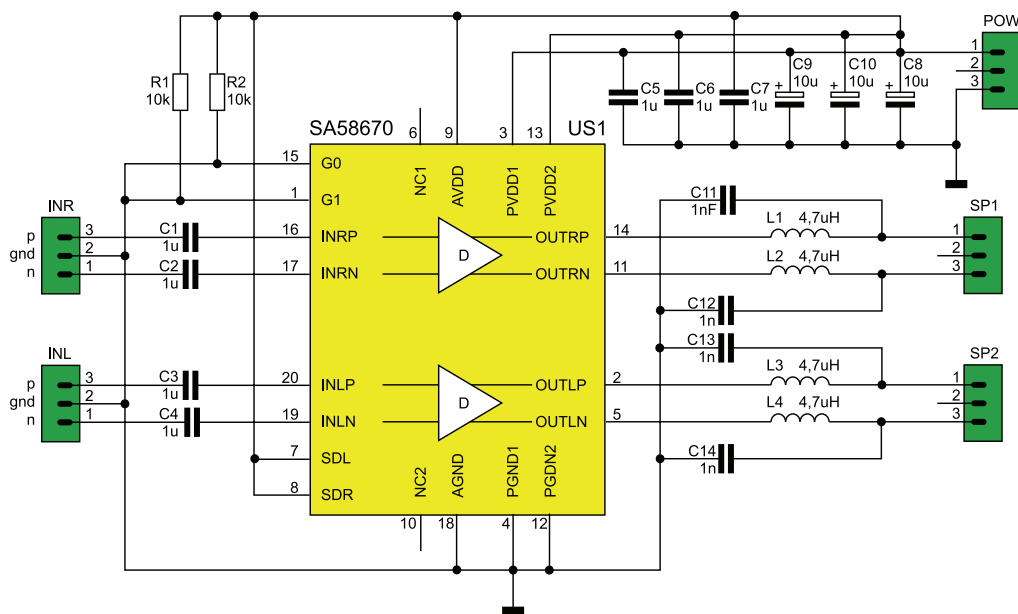 POW
1
2
3
R1
10k
R2
10k
C5
1u
C6
1u
C7
1u
C9
10u
+
C10
10u
+
C8
10u
+
SA58670
US1
6
9
3
13
NC1
AVDD
PVDD1
PVDD2
15
G0
1
G1
INR
p
3
gnd
2
n
1
C1
1u
C2
1u
16
INRP
17
INRN
D
OUTRP
14
OUTRN
11
C11
1nF
L1
4,7uH
L2
4,7uH
C12
1n
SP1
1
2
3
INL
p
3
gnd
2
n
1
C3
1u
C4
1u
20
INLP
19
INLN
D
OUTLP
2
OUTLN
5
C13
1n
L3
4,7uH
L4
4,7uH
C14
1n
SP2
1
2
3
7
SDL
8
SDR
NC2
AGND
PGND1
PGDN2
10
18
4
12